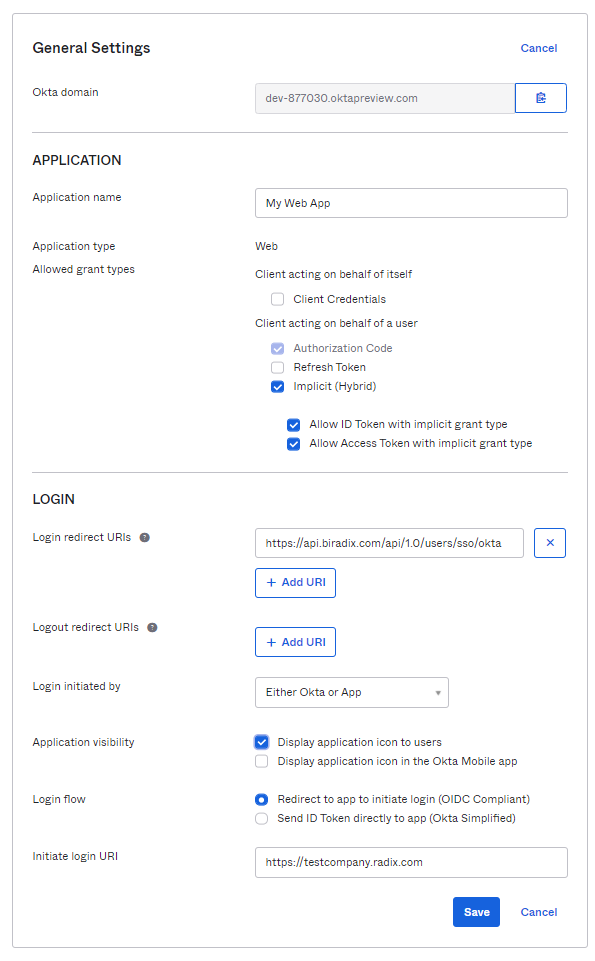 General Settings
Cancel
Okta domain
dev-877030.oktapreview.com
APPLICATION
Application name
My Web App
Application type
Web
Allowed grant types
Client acting on behalf of itself
Client Credentials
Client acting on behalf of a user
Authorization Code
Refresh Token
Implicit (Hybrid)
Allow ID Token with implicit grant type
Allow Access Token with implicit grant type
LOGIN
Login redirect URIs ?
https://api.biradix.com/api/1.0/users/sso/okta
+ Add URI
Logout redirect URIs ?
+ Add URI
Login initiated by
Either Okta or App
Application visibility
Display application icon to users
Display application icon in the Okta Mobile app
Login flow
Redirect to app to initiate login (OIDC Compliant)
Send ID Token directly to app (Okta Simplified)
Initiate login URI
https://testcompany.radix.com
Save
Cancel